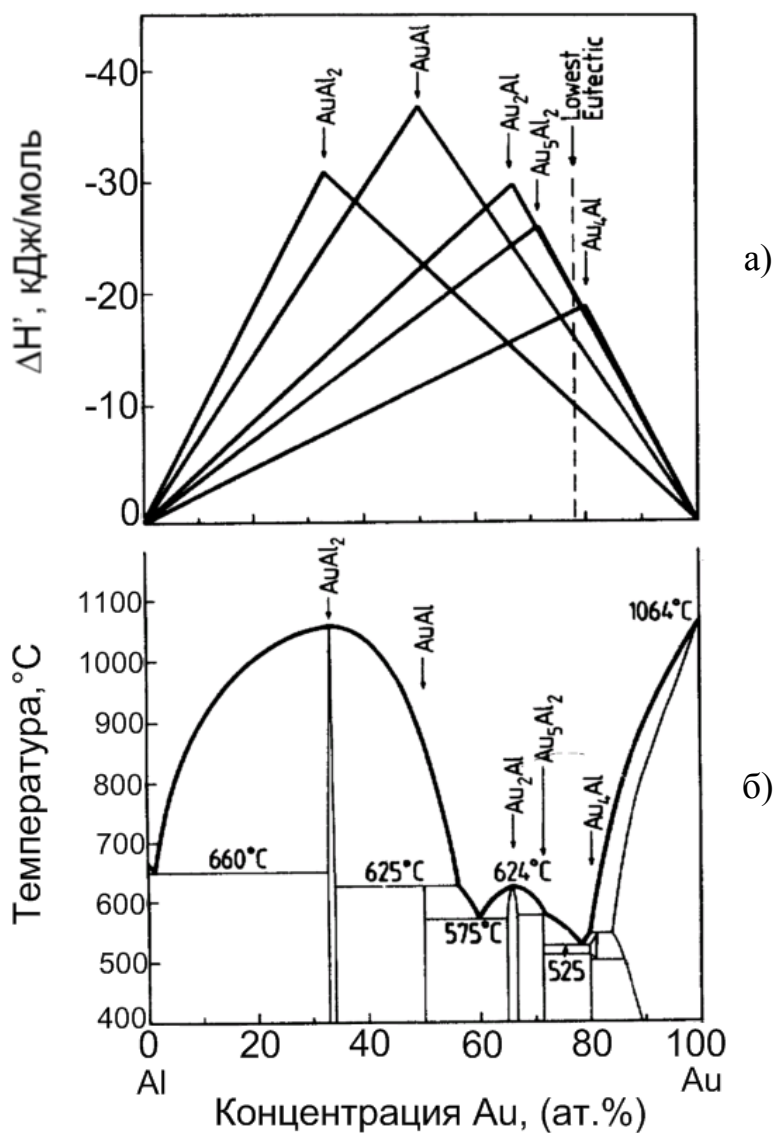 -40
-30
-20
-10
0
ΔH', кДж/моль
AuAl₂
AuAl
Au₂Al
Au₅Al₂
Lowest
Eutectic
Au₄Al
а)
1100
1000
900
800
700
600
500
400
Температура,°С
AuAl₂
AuAl
Au₂Al
Au₅Al₂
Au₄Al
1064°C
660°C
625°C
624°C
575°C
525
б)
0 20 40 60 80 100
Al Au
Концентрация Au, (ат.%)